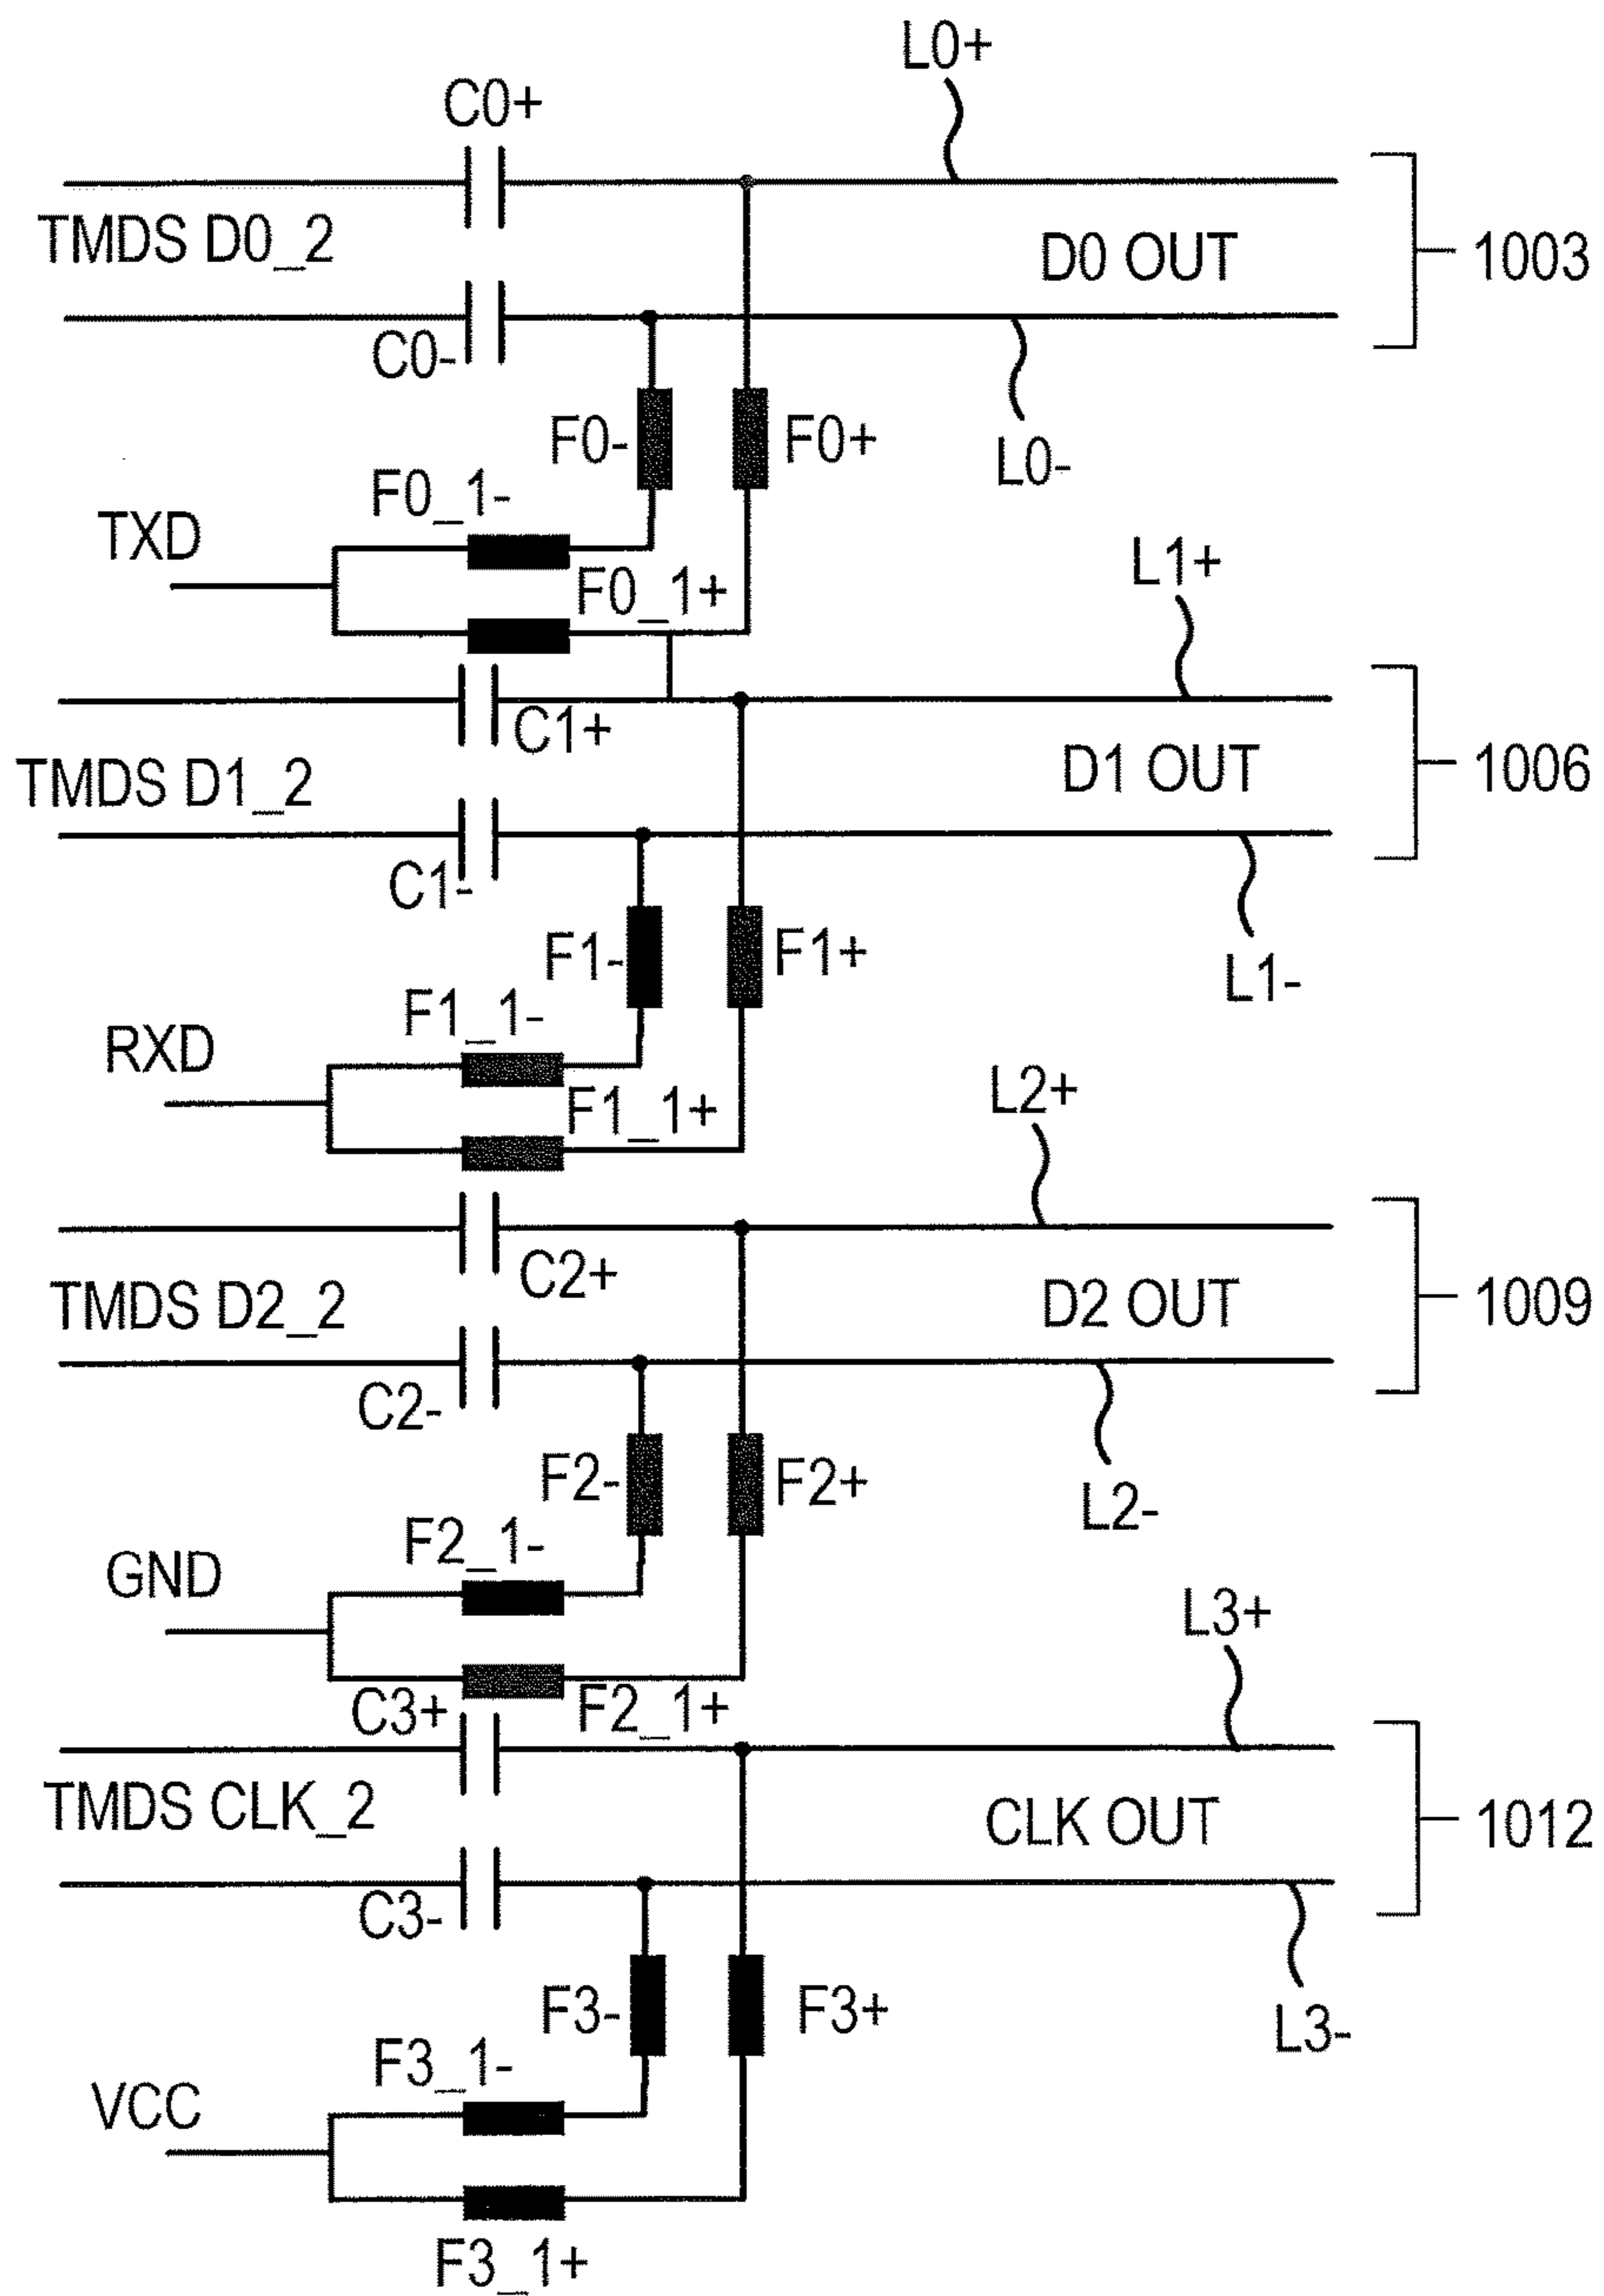 L0+
C0+
TMDS D0_2
D0 OUT
1003
C0-
F0-
F0+
L0-
F0_1-
TXD
F0_1+
L1+
C1+
TMDS D1_2
D1 OUT
1006
C1-
F1-
F1+
L1-
F1_1-
RXD
F1_1+
L2+
C2+
TMDS D2_2
D2 OUT
1009
C2-
F2-
F2+
L2-
F2_1-
GND
L3+
C3+
F2_1+
TMDS CLK_2
CLK OUT
1012
C3-
F3-
F3+
L3-
F3_1-
VCC
F3_1+